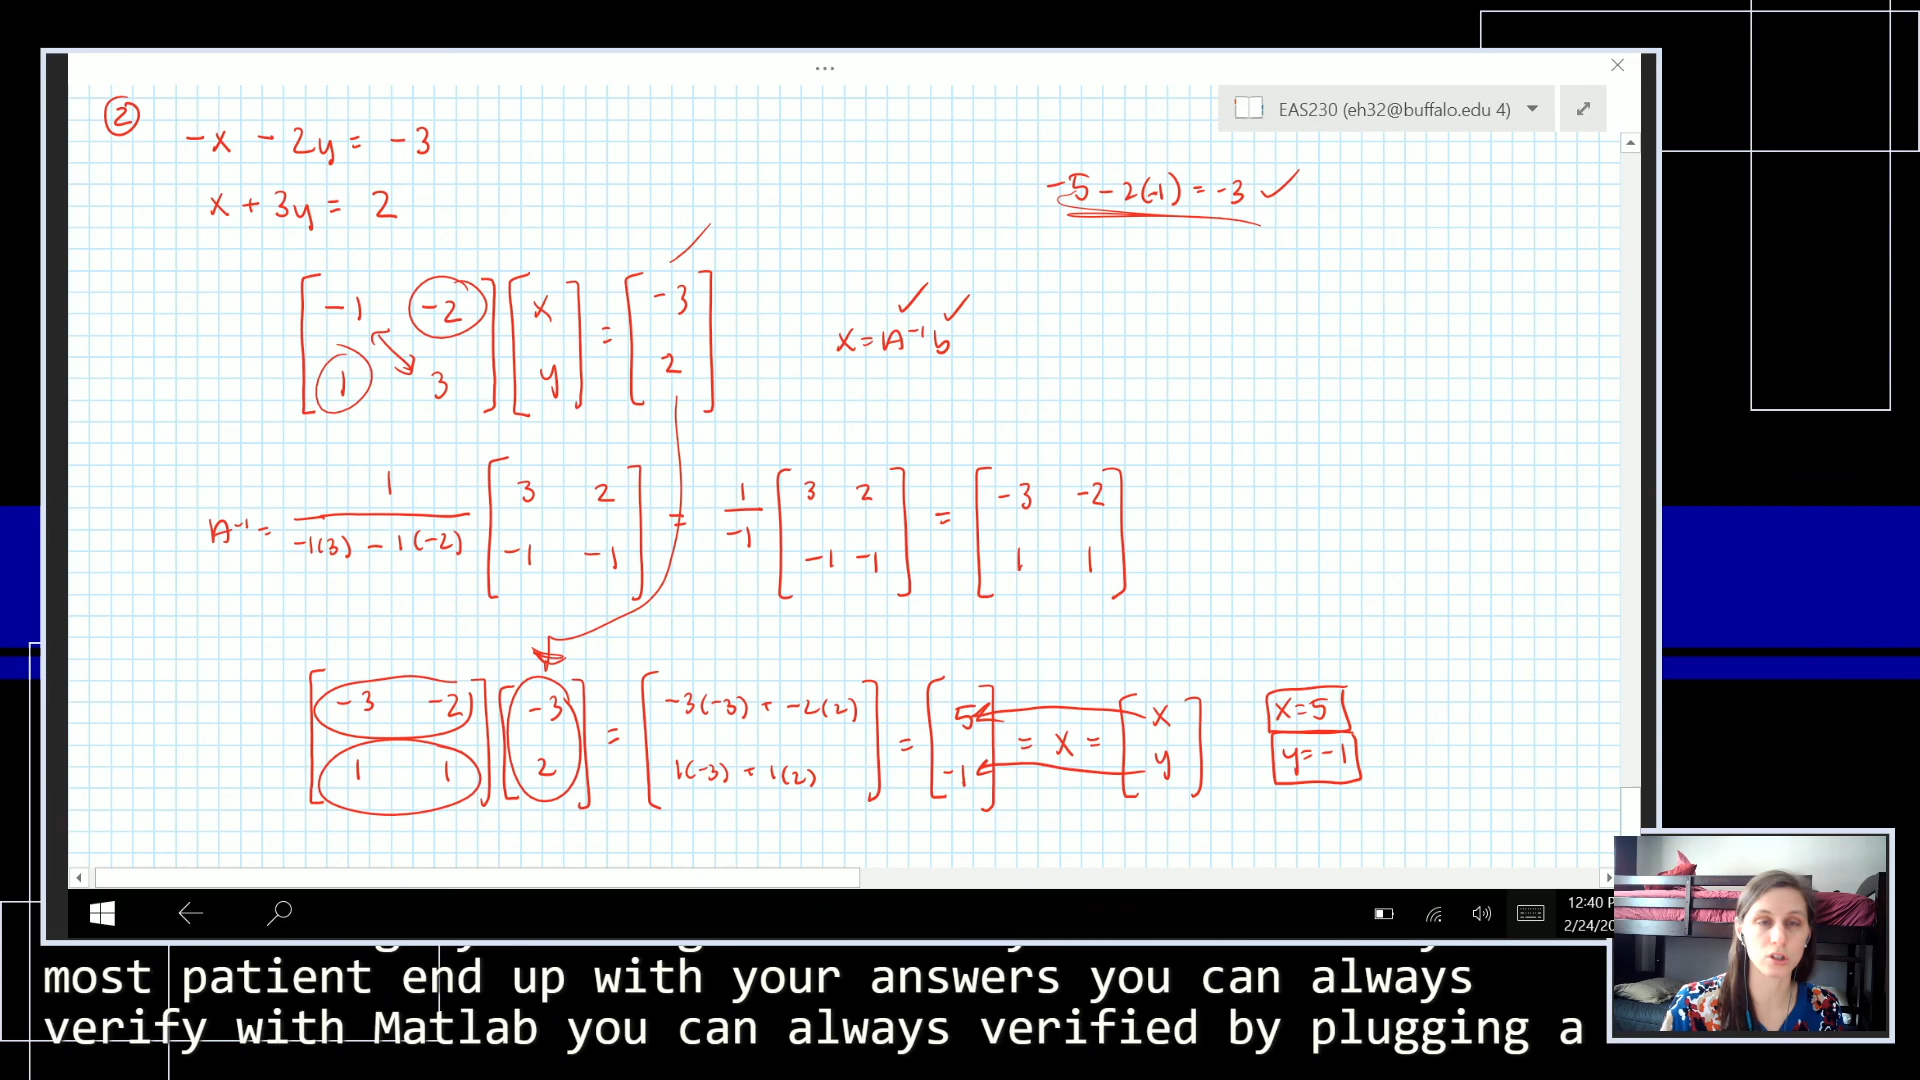 ...
EAS230 (eh32@buffalo.edu 4)
②
-x - 2y = -3
x + 3y = 2
-5 - 2(-1) = -3 ✓
[-1 -2; 1 3] [x; y] = [-3; 2]
x = A⁻¹b
A⁻¹ = 1/(-1(3) - 1(-2)) [3 2; -1 -1] = 1/-1 [3 2; -1 -1] = [-3 -2; 1 1]
[-3 -2; 1 1] [-3; 2] = [-3(-3) + -2(2); 1(-3) + 1(2)] = [5; -1] = x = [x; y]
x=5
y=-1
12:40 P
2/24/20
most patient end up with your answers you can always
verify with Matlab you can always verified by plugging a